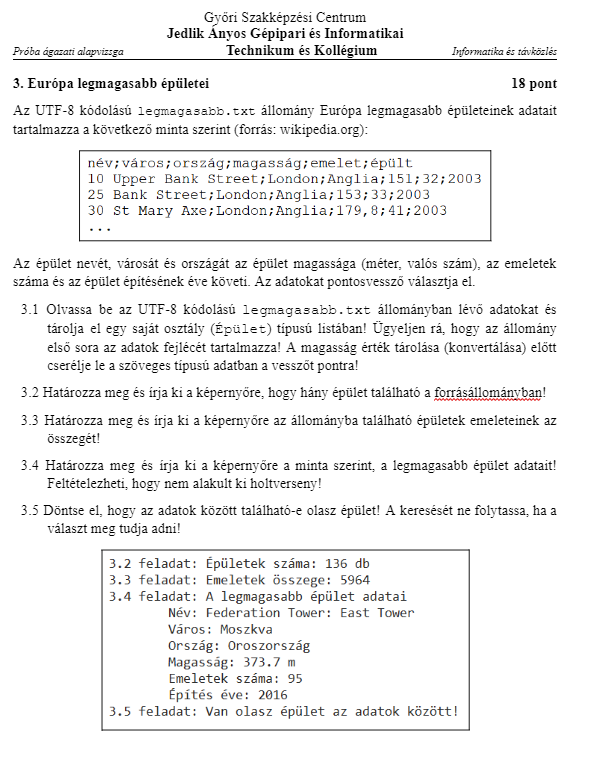 Győri Szakképzési Centrum
Jedlik Ányos Gépipari és Informatikai
Próba ágazati alapvizsga Technikum és Kollégium Informatika és távközlés
3. Európa legmagasabb épületei 18 pont
Az UTF-8 kódolású legmagasabb.txt állomány Európa legmagasabb épületeinek adatait
tartalmazza a következő minta szerint (forrás: wikipedia.org):
név;város;ország;magasság;emelet;épült
10 Upper Bank Street;London;Anglia;151;32;2003
25 Bank Street;London;Anglia;153;33;2003
30 St Mary Axe;London;Anglia;179,8;41;2003
...
Az épület nevét, városát és országát az épület magassága (méter, valós szám), az emeletek
száma és az épület építésének éve követi. Az adatokat pontosvessző választja el.
3.1 Olvassa be az UTF-8 kódolású legmagasabb.txt állományban lévő adatokat és
tárolja el egy saját osztály (Épület) típusú listában! Ügyeljen rá, hogy az állomány
első sora az adatok fejlécét tartalmazza! A magasság érték tárolása (konvertálása) előtt
cserélje le a szöveges típusú adatban a vesszőt pontra!
3.2 Határozza meg és írja ki a képernyőre, hogy hány épület található a forrásállományban!
3.3 Határozza meg és írja ki a képernyőre az állományba található épületek emeleteinek az
összegét!
3.4 Határozza meg és írja ki a képernyőre a minta szerint, a legmagasabb épület adatait!
Feltételezheti, hogy nem alakult ki holtverseny!
3.5 Döntse el, hogy az adatok között található-e olasz épület! A keresését ne folytassa, ha a
választ meg tudja adni!
3.2 feladat: Épületek száma: 136 db
3.3 feladat: Emeletek összege: 5964
3.4 feladat: A legmagasabb épület adatai
Név: Federation Tower: East Tower
Város: Moszkva
Ország: Oroszország
Magasság: 373.7 m
Emeletek száma: 95
Építés éve: 2016
3.5 feladat: Van olasz épület az adatok között!